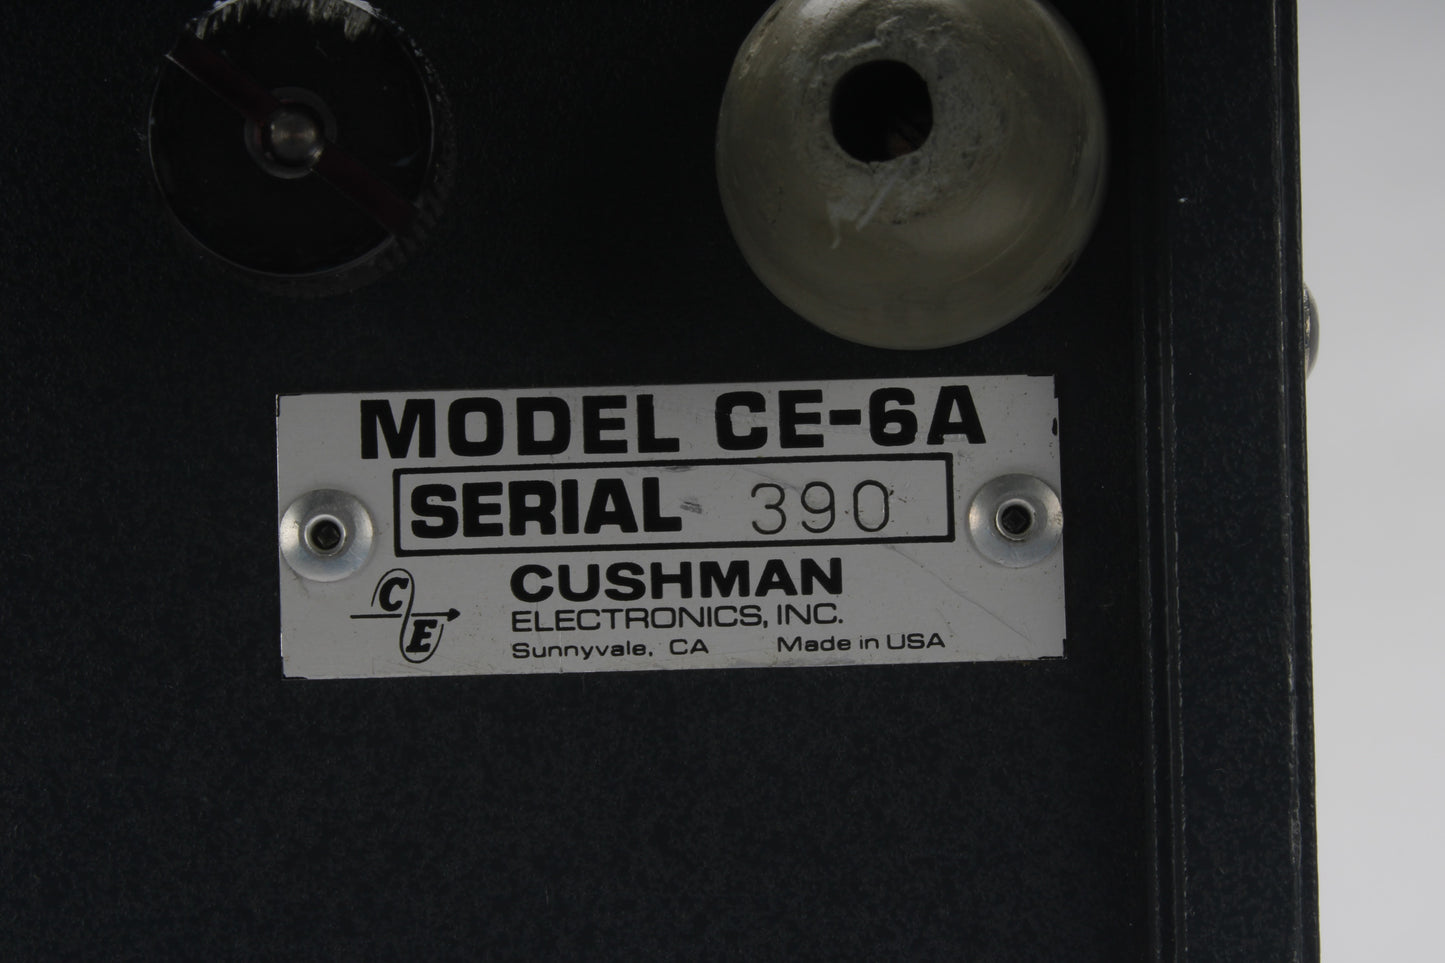 MODEL CE-6A
SERIAL 390
CE
CUSHMAN
ELECTRONICS, INC.
Sunnyvale, CA Made in USA